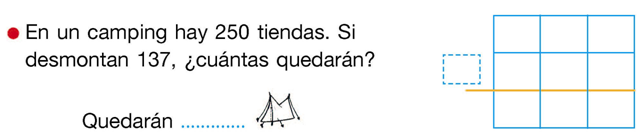 En un camping hay 250 tiendas. Si
desmontan 137, ¿cuántas quedarán?
Quedarán .............